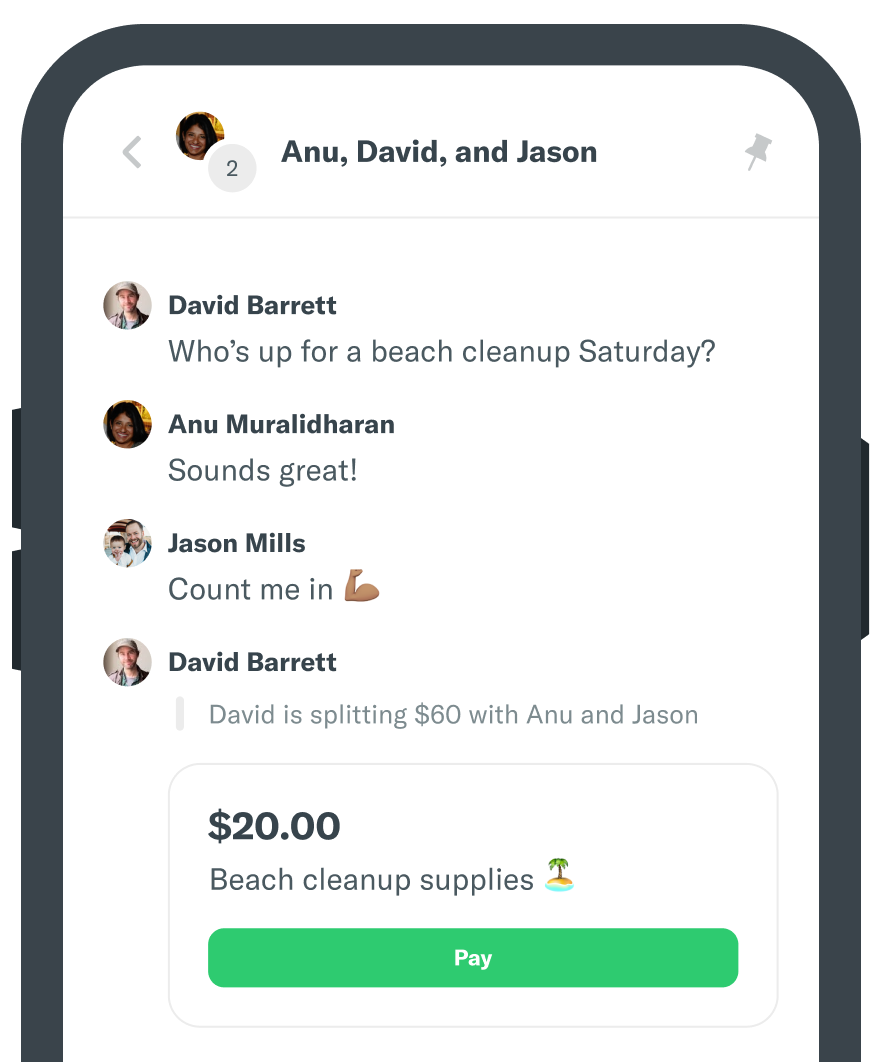 2
Anu, David, and Jason
David Barrett
Who’s up for a beach cleanup Saturday?
Anu Muralidharan
Sounds great!
Jason Mills
Count me in 💪🏽
David Barrett
David is splitting $60 with Anu and Jason
$20.00
Beach cleanup supplies 🏝️
Pay